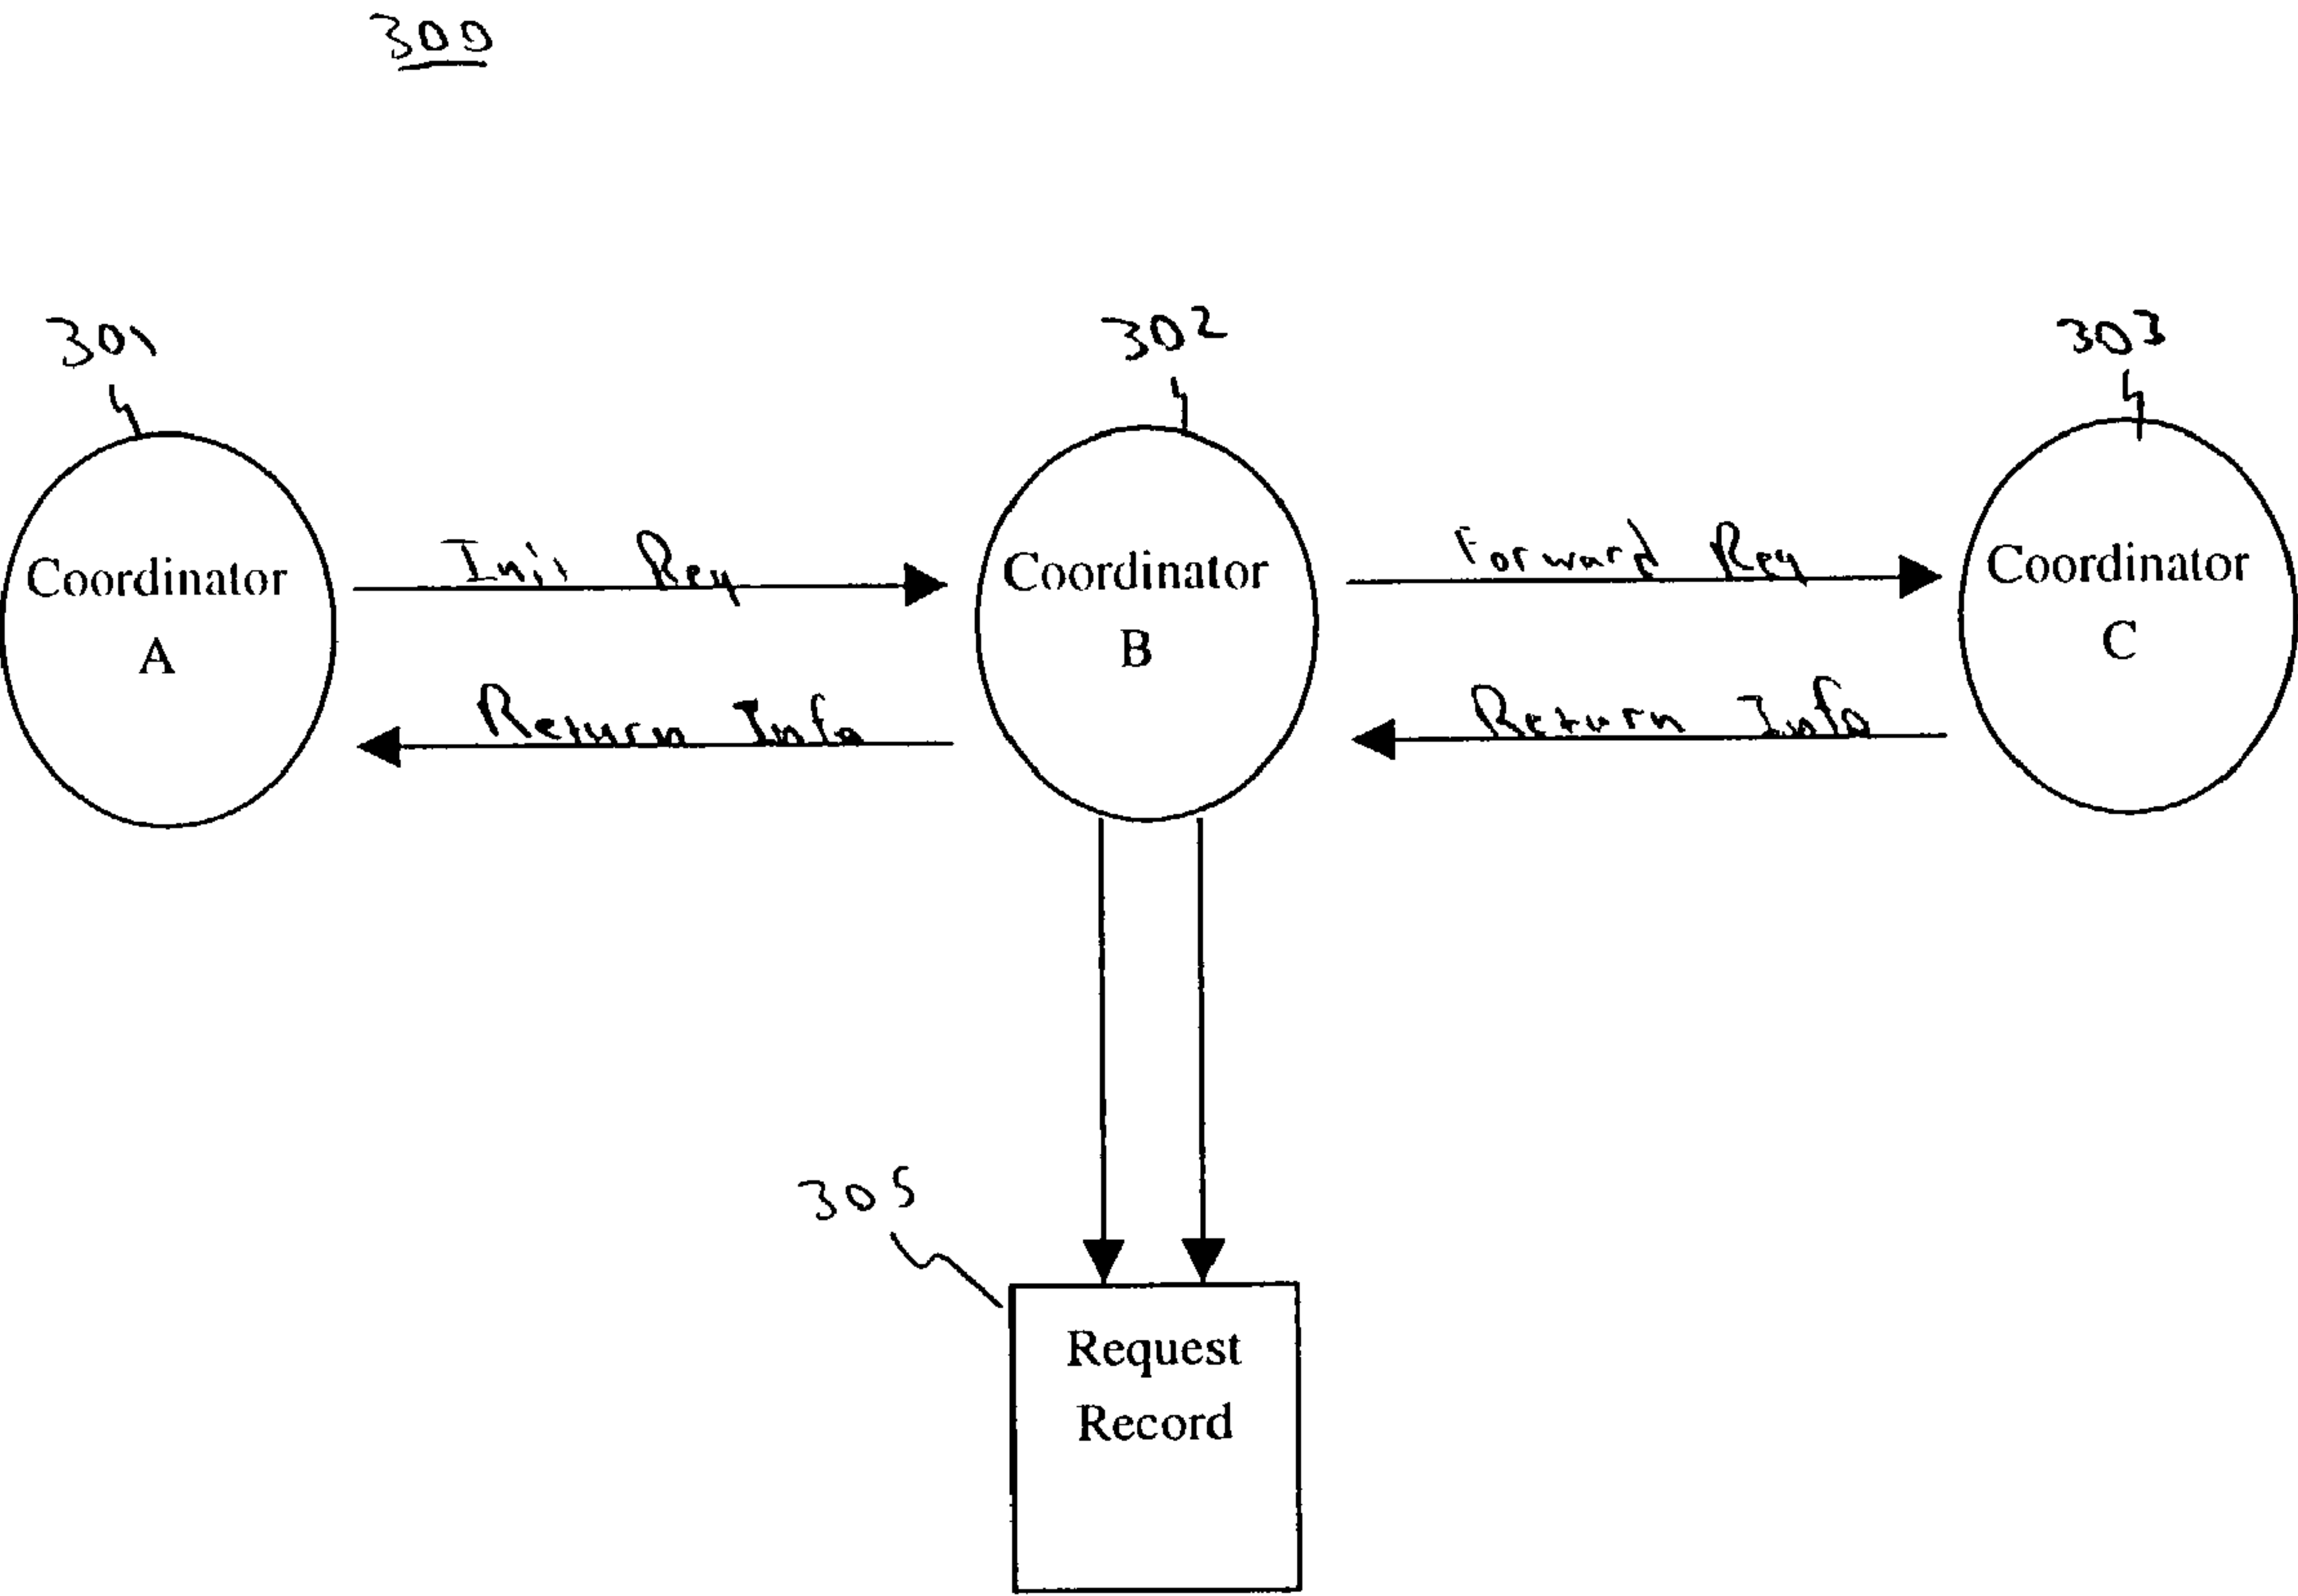 300
301
302
303
Coordinator
A
Init Req
Return Info
Coordinator
B
Forward Req
Return Info
Coordinator
C
305
Request
Record